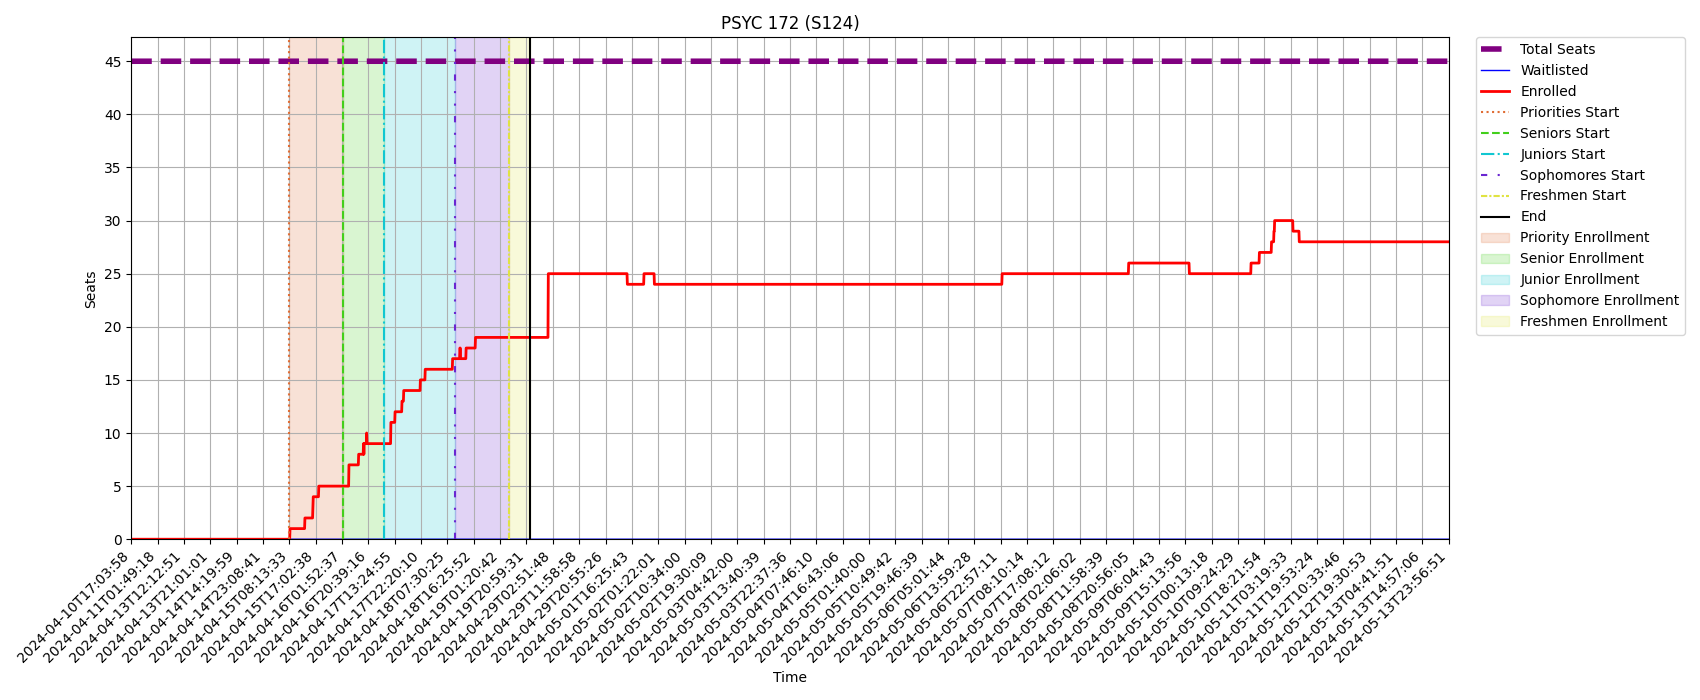 PSYC 172 (S124)
Seats
45
40
35
30
25
20
15
10
5
0
2024-04-10T17:03:58
2024-04-11T01:49:18
2024-04-13T12:12:51
2024-04-13T21:01:01
2024-04-14T14:19:59
2024-04-14T23:08:41
2024-04-15T08:13:33
2024-04-15T17:02:38
2024-04-16T01:52:37
2024-04-16T20:39:16
2024-04-17T13:24:55
2024-04-17T22:20:10
2024-04-18T07:30:25
2024-04-18T16:25:52
2024-04-19T01:20:42
2024-04-19T20:59:31
2024-04-29T02:51:48
2024-04-29T11:58:58
2024-04-29T20:55:26
2024-05-01T16:25:43
2024-05-02T01:22:01
2024-05-02T10:34:00
2024-05-02T19:30:09
2024-05-03T04:42:00
2024-05-03T13:40:39
2024-05-03T22:37:36
2024-05-04T07:46:10
2024-05-04T16:43:06
2024-05-05T01:40:00
2024-05-05T10:49:42
2024-05-05T19:46:39
2024-05-06T05:01:44
2024-05-06T13:59:28
2024-05-06T22:57:11
2024-05-07T08:10:14
2024-05-07T17:08:12
2024-05-08T02:06:02
2024-05-08T11:58:39
2024-05-08T20:56:05
2024-05-09T06:04:43
2024-05-09T15:13:56
2024-05-10T00:13:18
2024-05-10T09:24:29
2024-05-10T18:21:54
2024-05-11T03:19:33
2024-05-11T19:53:24
2024-05-12T10:33:46
2024-05-12T19:30:53
2024-05-13T04:41:51
2024-05-13T14:57:06
2024-05-13T23:56:51
Time
Total Seats
Waitlisted
Enrolled
Priorities Start
Seniors Start
Juniors Start
Sophomores Start
Freshmen Start
End
Priority Enrollment
Senior Enrollment
Junior Enrollment
Sophomore Enrollment
Freshmen Enrollment